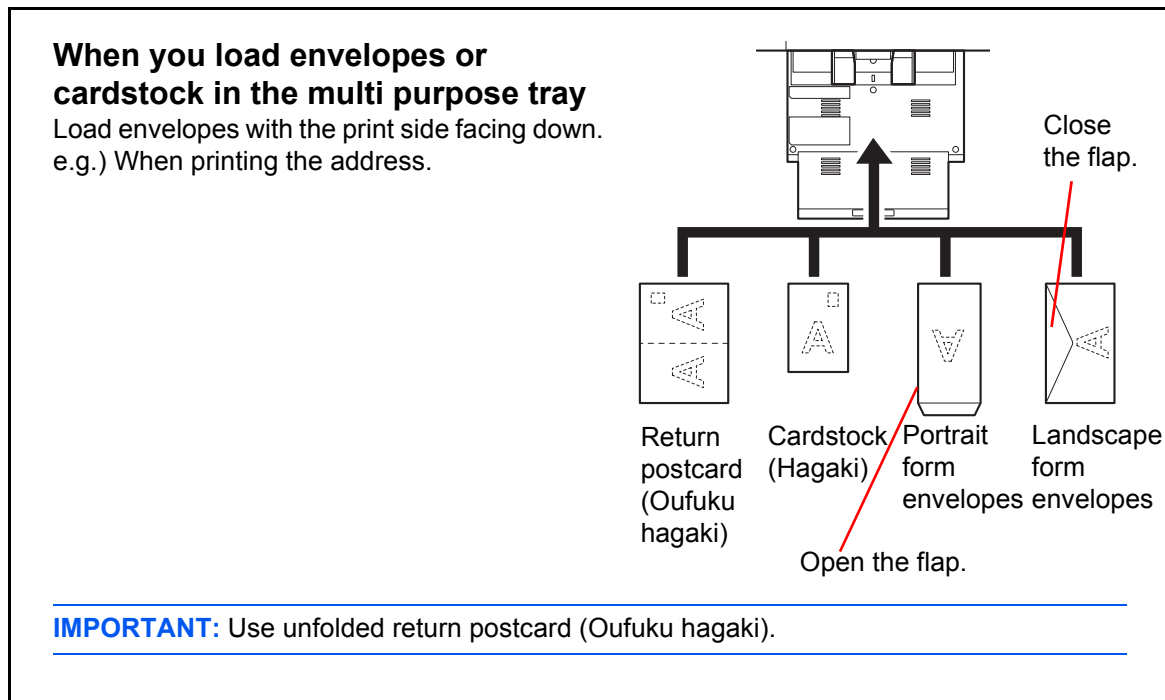 When you load envelopes or
cardstock in the multi purpose tray
Load envelopes with the print side facing down.
e.g.) When printing the address.
Close
the flap.
A
A
A
A
A
Return
postcard
(Oufuku
hagaki)
Cardstock
(Hagaki)
Portrait
form
envelopes
Landscape
form
envelopes
Open the flap.
IMPORTANT: Use unfolded return postcard (Oufuku hagaki).